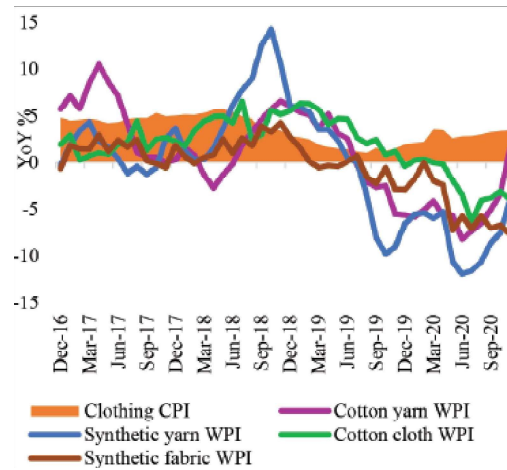 15
10
5
0
-5
-10
-15
YoY %
Dec-16
Mar-17
Jun-17
Sep-17
Dec-17
Mar-18
Jun-18
Sep-18
Dec-18
Mar-19
Jun-19
Sep-19
Dec-19
Mar-20
Jun-20
Sep-20
Clothing CPI
Cotton yarn WPI
Synthetic yarn WPI
Cotton cloth WPI
Synthetic fabric WPI